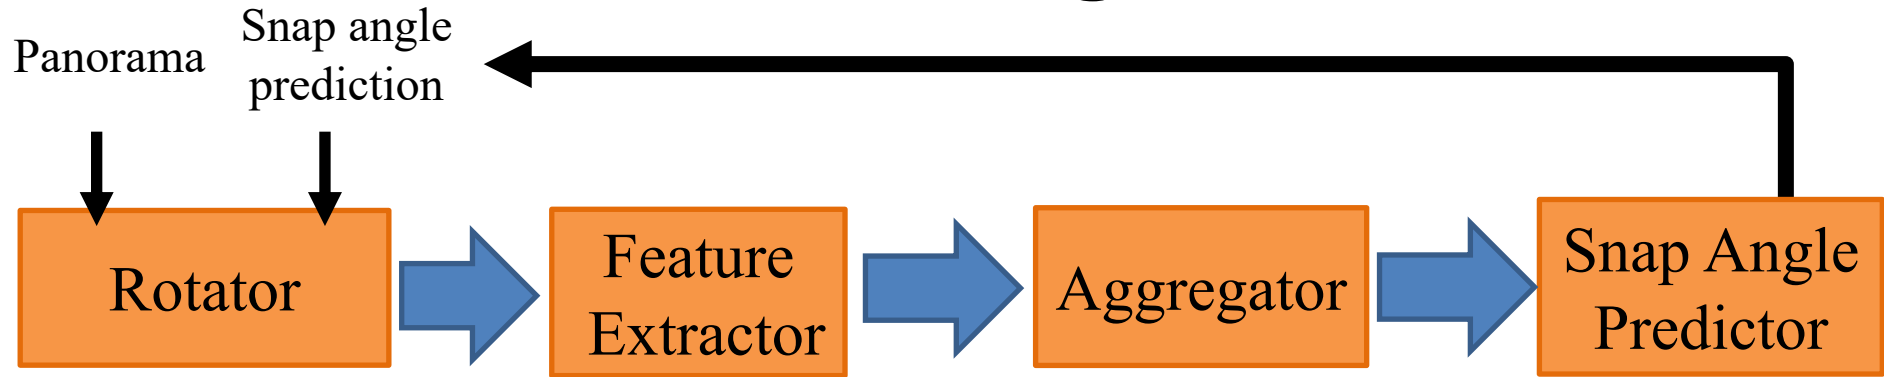 Panorama
Snap angle
prediction
Rotator
Feature
Extractor
Aggregator
Snap Angle
Predictor